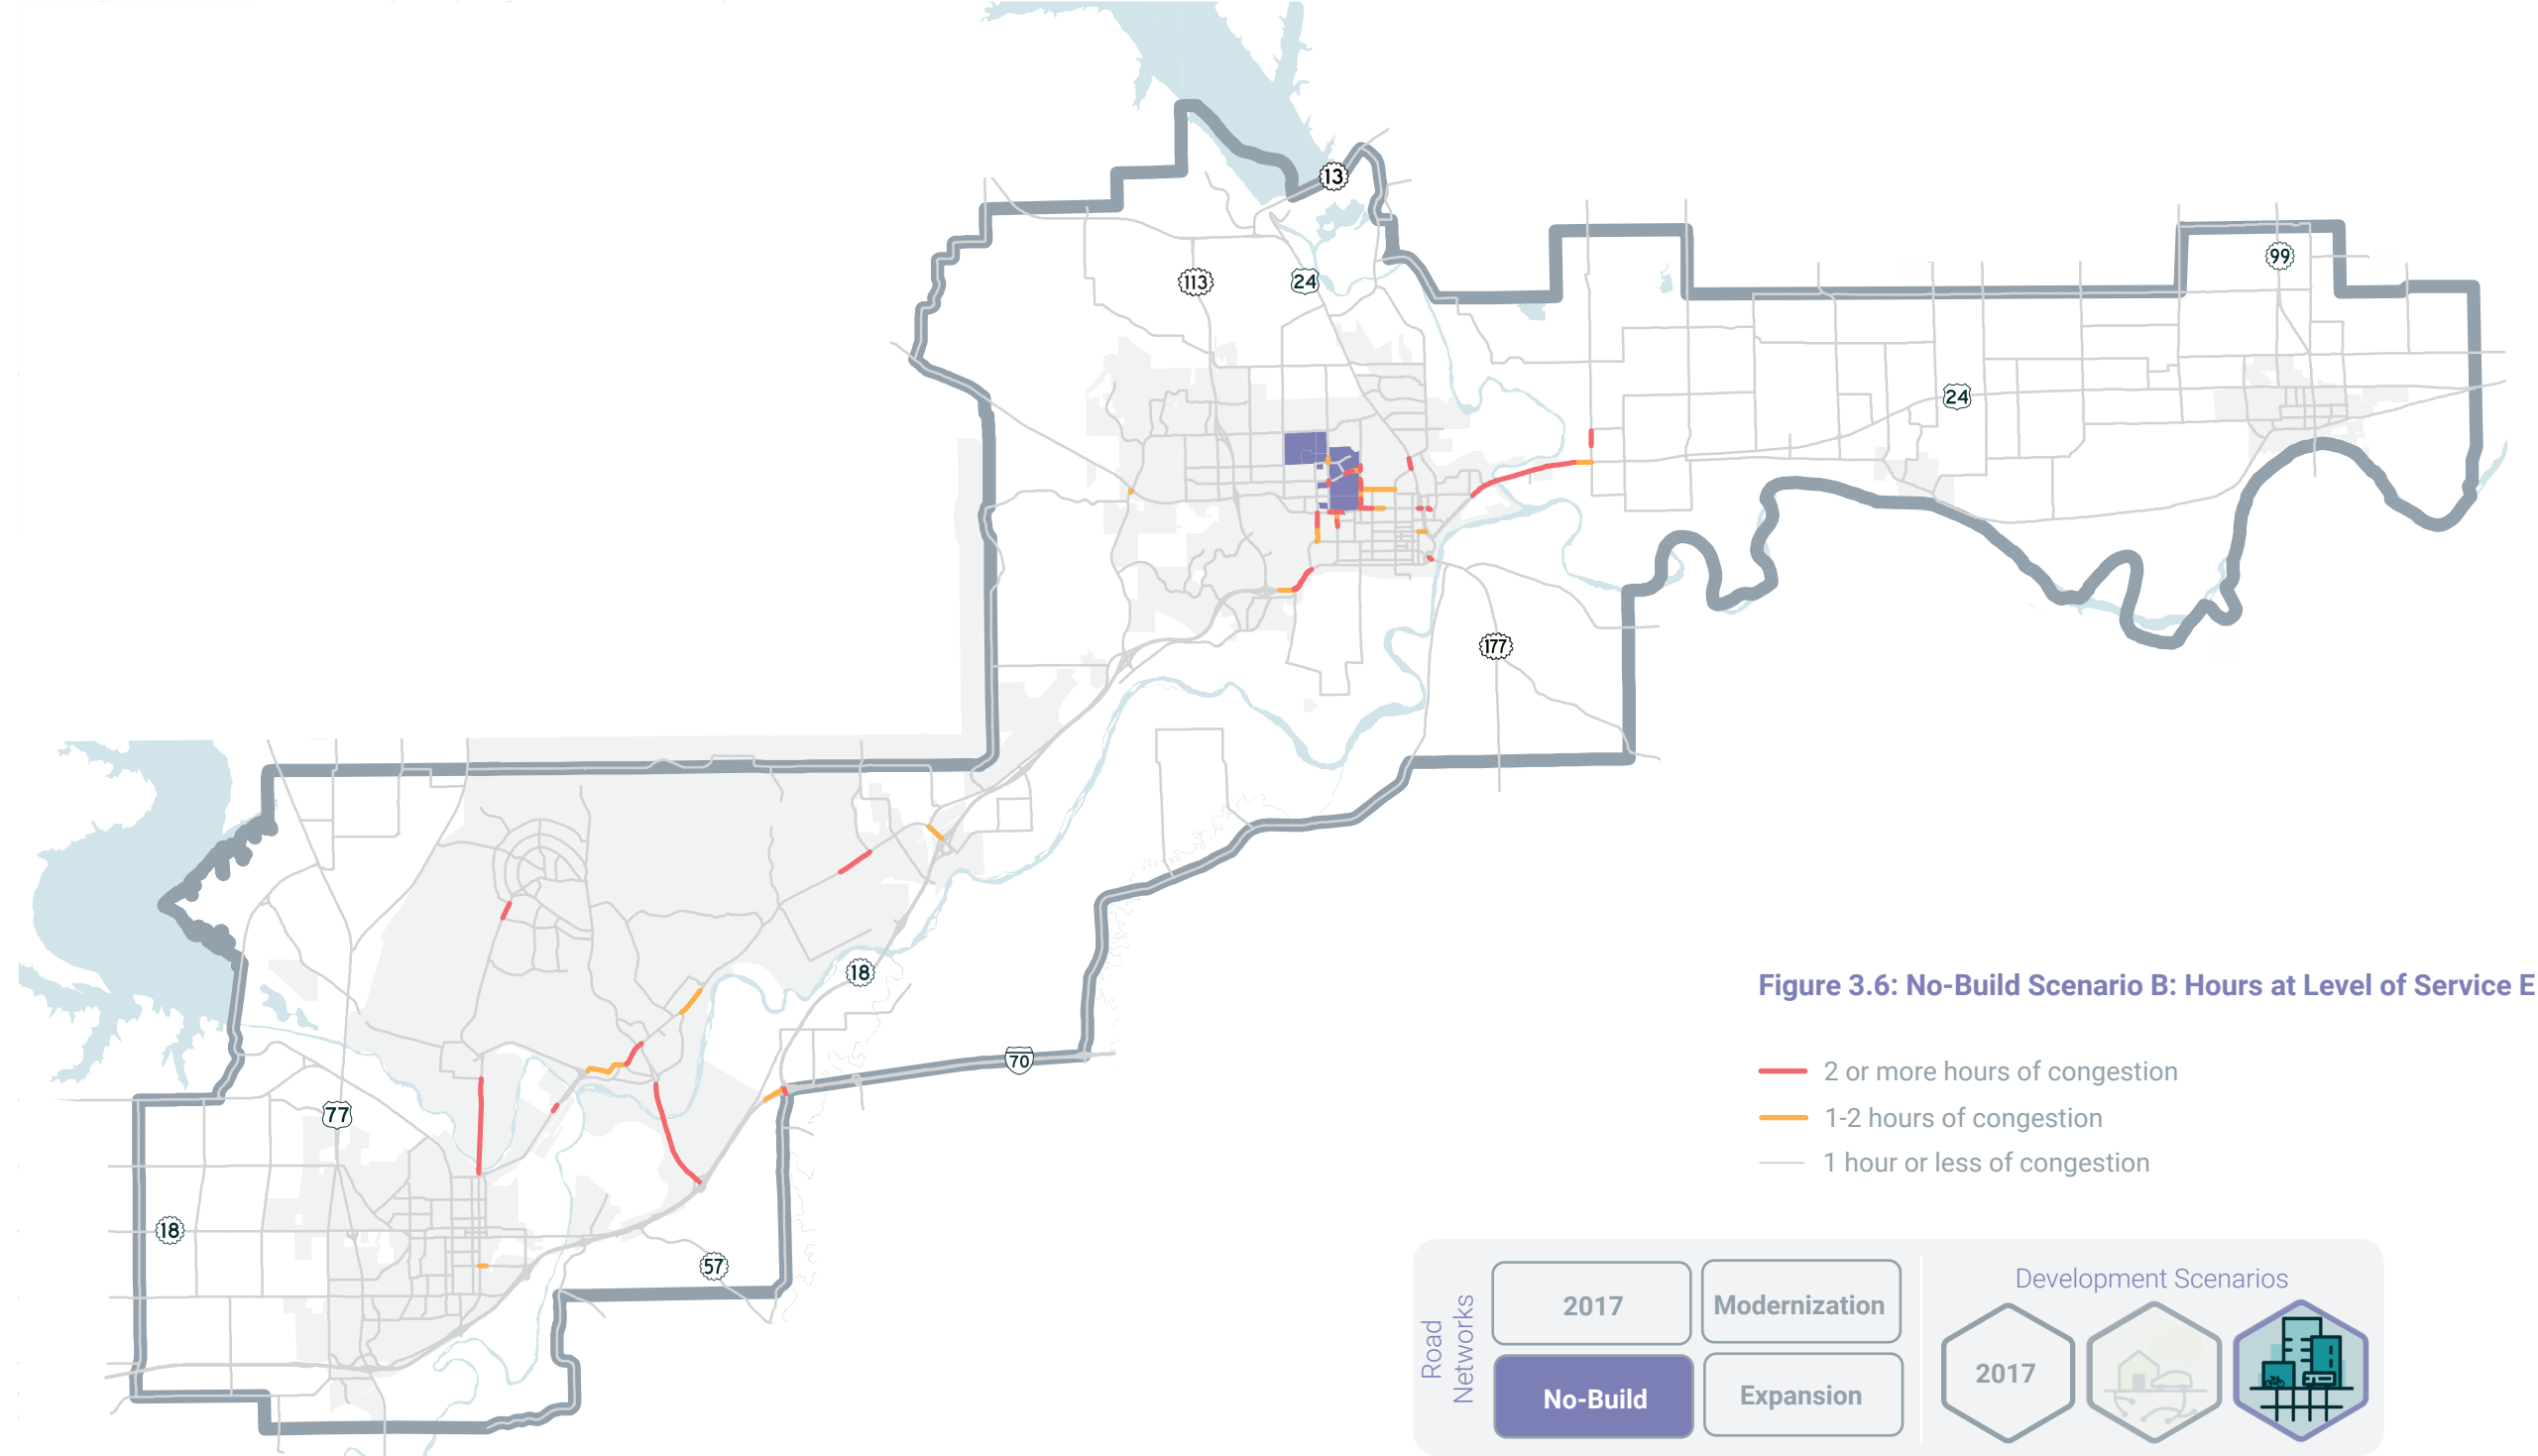 13
113
24
99
24
177
18
70
77
18
57
Figure 3.6: No-Build Scenario B: Hours at Level of Service E
2 or more hours of congestion
1-2 hours of congestion
1 hour or less of congestion
Road
Networks
2017
Modernization
No-Build
Expansion
Development Scenarios
2017